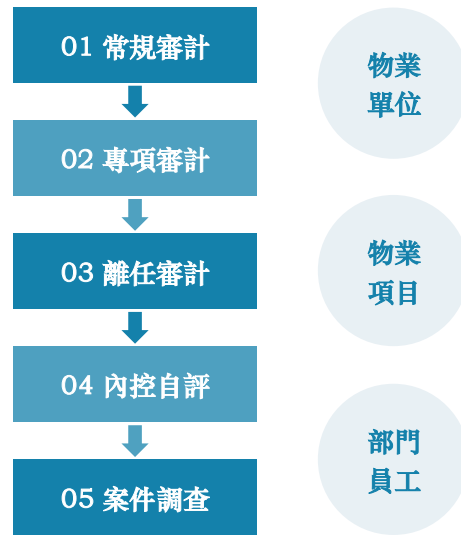 01 常規審計
02 專項審計
03 離任審計
04 內控自評
05 案件調查
物業
單位
物業
項目
部門
員工